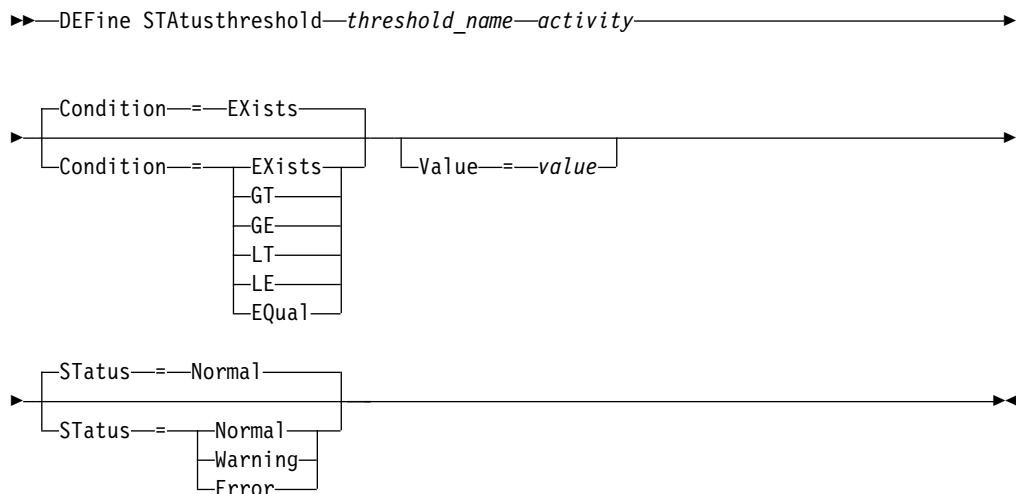 DEFine STAtusthreshold threshold_name activity
Condition = EXists
Condition = EXists
Value = value
GT
GE
LT
LE
EQual
STatus = Normal
STatus = Normal
Warning
Error